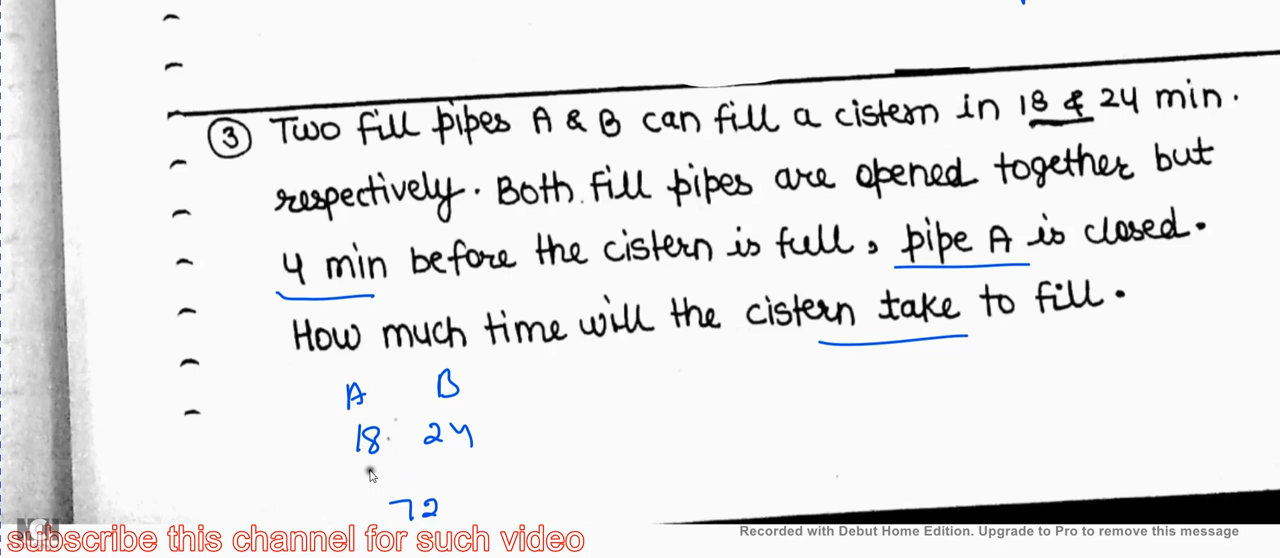 ③ Two fill pipes A & B can fill a cistern in 18 & 24 min.
respectively. Both fill pipes are opened together but
4 min before the cistern is full, pipe A is closed.
How much time will the cistern take to fill.
A B
18 24
72
subscribe this channel for such video
Recorded with Debut Home Edition. Upgrade to Pro to remove this message